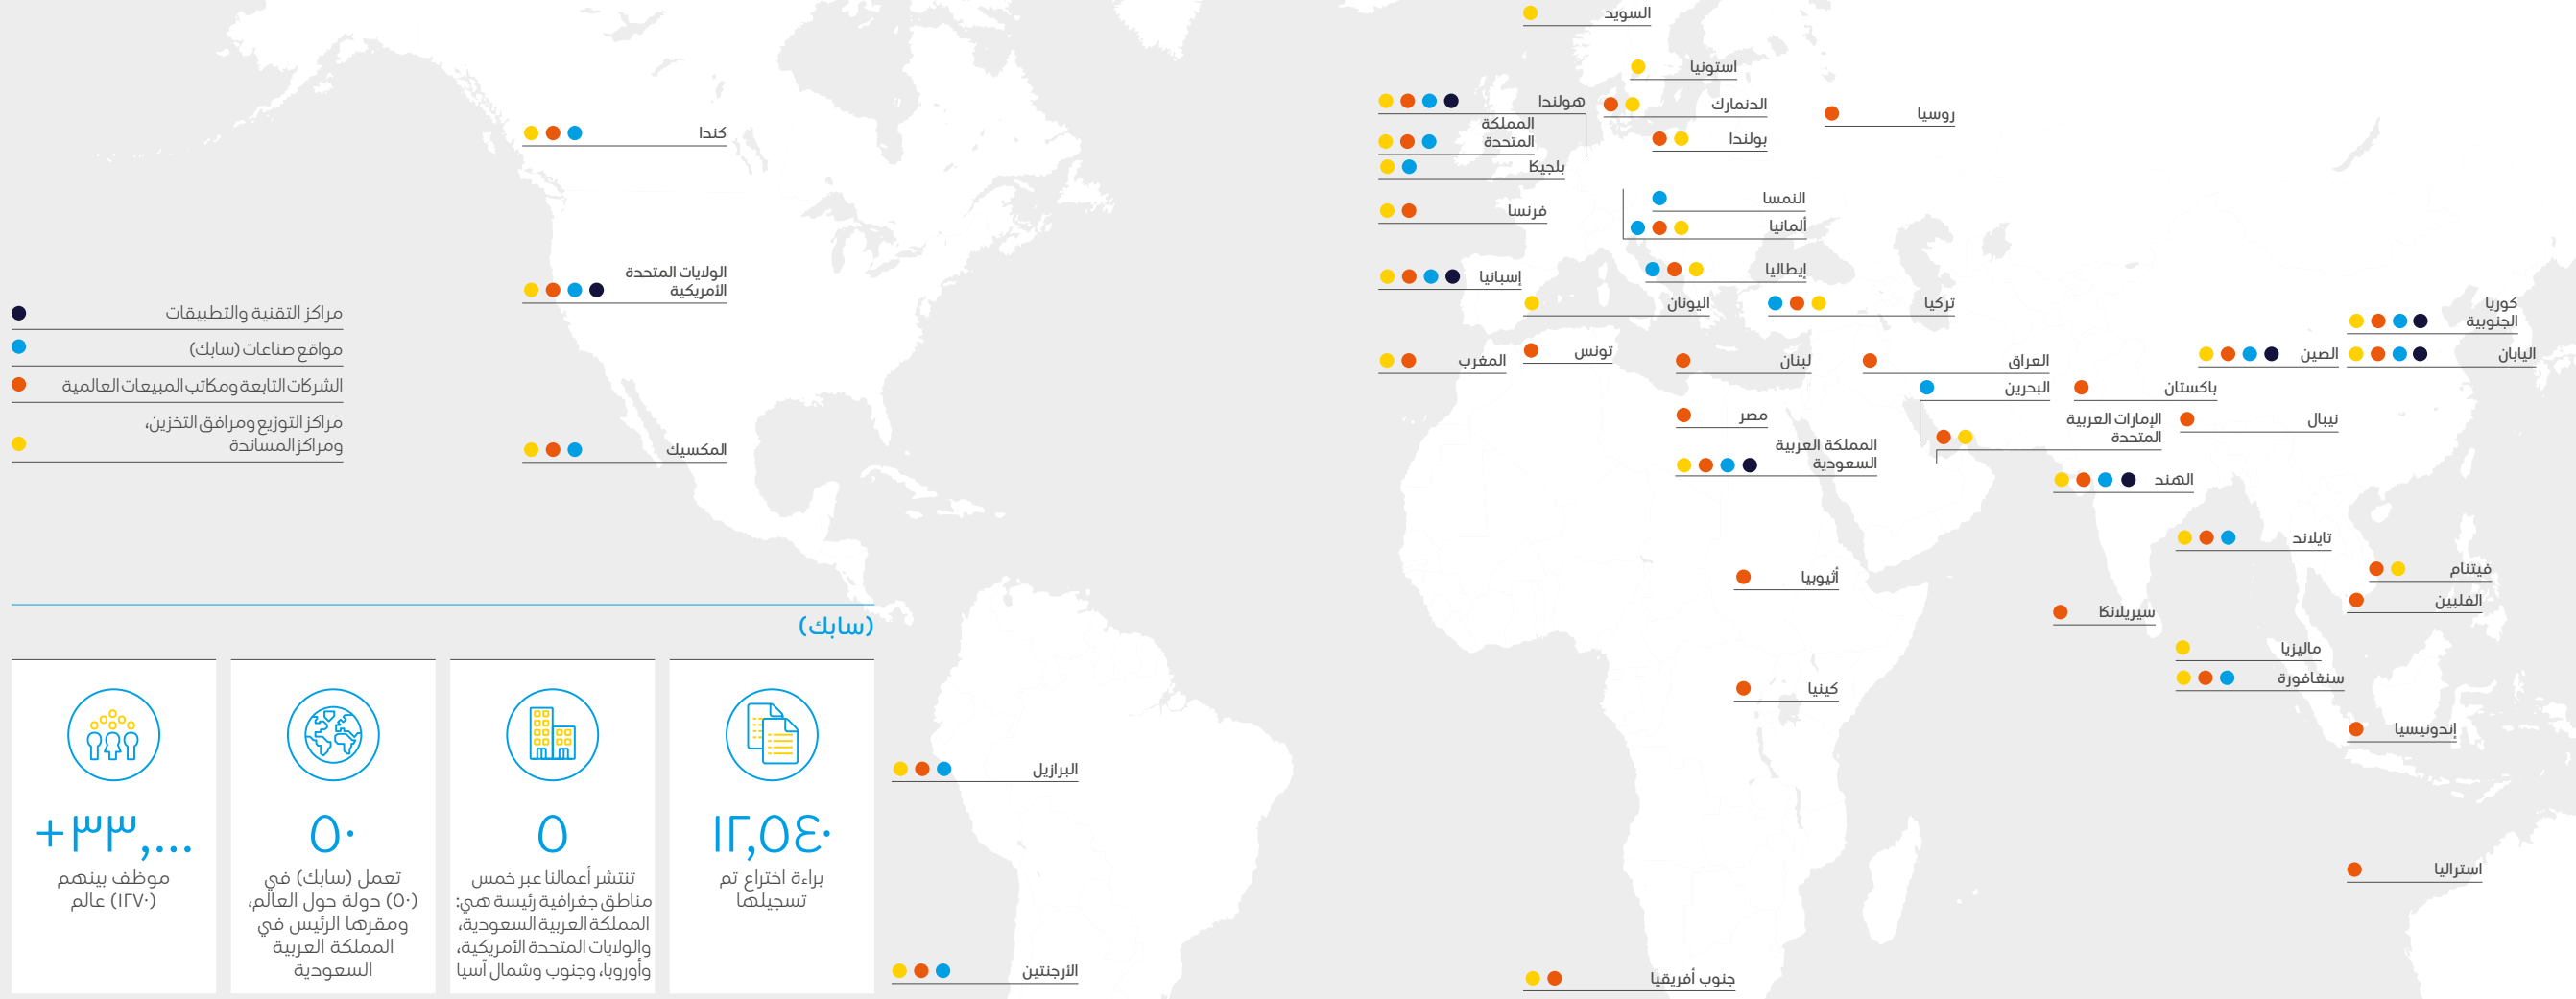 السويد
استونيا
هولندا
الدنمارك
روسيا
المملكة
المتحدة
بولندا
كندا
بلجيكا
النمسا
فرنسا
ألمانيا
إيطاليا
إسبانيا
الولايات المتحدة
الأمريكية
اليونان
تركيا
كوريا
الجنوبية
مراكز التقنية والتطبيقات
مواقع صناعات (سابك)
الشركات التابعة ومكاتب المبيعات العالمية
مراكز التوزيع ومرافق التخزين،
ومراكز المساندة
اليابان
الصين
تونس
المغرب
لبنان
العراق
البحرين
باكستان
مصر
الإمارات العربية
المتحدة
نيبال
المملكة العربية
السعودية
المكسيك
الهند
تايلاند
فيتنام
أثيوبيا
الفلبين
سيريلانكا
ماليزيا
سنغافورة
كينيا
إندونيسيا
البرازيل
استراليا
الأرجنتين
جنوب أفريقيا
(سابك)
١٢,٥٤٠
براءة اختراع تم
تسجيلها
٥
تنتشر أعمالنا عبر خمس
مناطق جغرافية رئيسة هي:
المملكة العربية السعودية،
والولايات المتحدة الأمريكية،
وأوروبا، وجنوب وشمال آسيا
٥٠
تعمل (سابك) في
(٥٠) دولة حول العالم،
ومقرها الرئيس في
المملكة العربية
السعودية
+٣٣,٠٠٠
موظف بينهم
(١٢٧٠) عالم